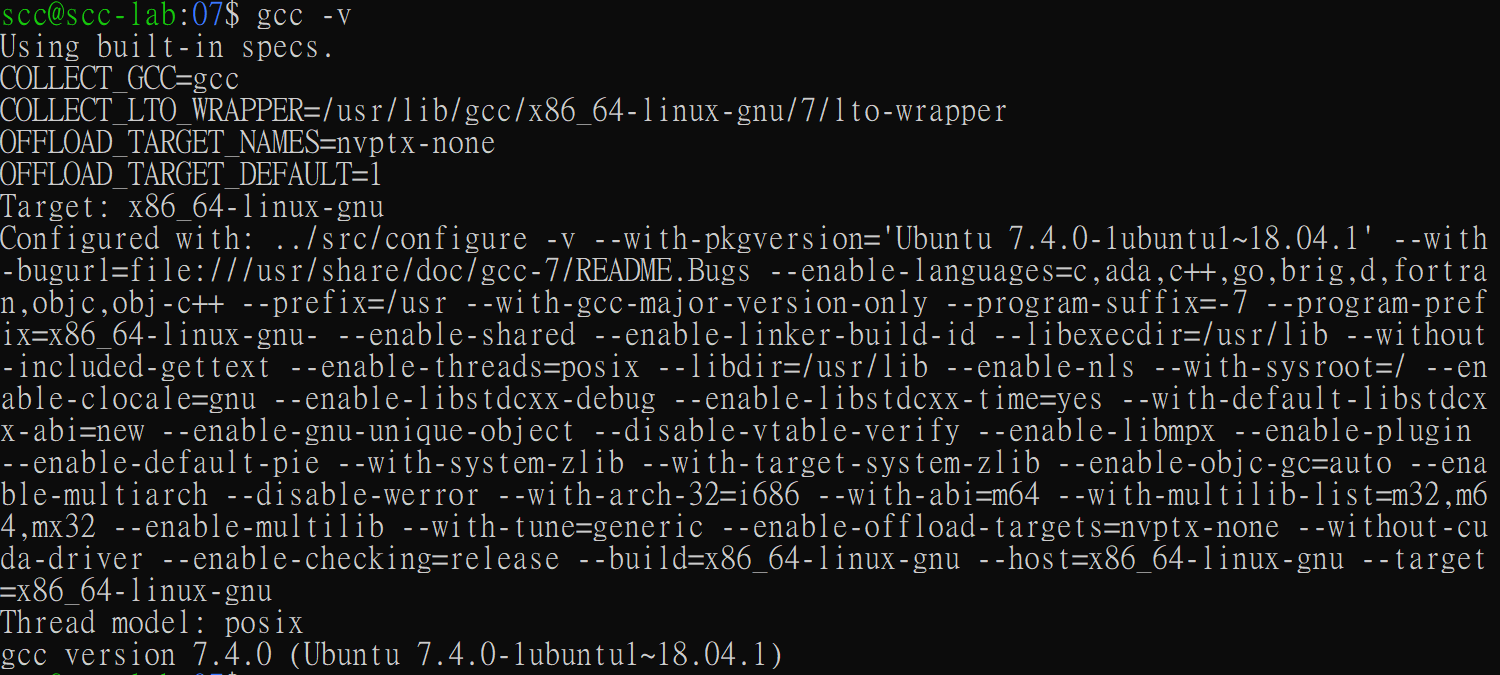 scc@scc-lab:07$ gcc -v
Using built-in specs.
COLLECT_GCC=gcc
COLLECT_LTO_WRAPPER=/usr/lib/gcc/x86_64-linux-gnu/7/lto-wrapper
OFFLOAD_TARGET_NAMES=nvptx-none
OFFLOAD_TARGET_DEFAULT=1
Target: x86_64-linux-gnu
Configured with: ../src/configure -v --with-pkgversion='Ubuntu 7.4.0-1ubuntu1~18.04.1' --with
-bugurl=file:///usr/share/doc/gcc-7/README.Bugs --enable-languages=c,ada,c++,go,brig,d,fortra
n,objc,obj-c++ --prefix=/usr --with-gcc-major-version-only --program-suffix=-7 --program-pref
ix=x86_64-linux-gnu- --enable-shared --enable-linker-build-id --libexecdir=/usr/lib --without
-included-gettext --enable-threads=posix --libdir=/usr/lib --enable-nls --with-sysroot=/ --en
able-clocale=gnu --enable-libstdcxx-debug --enable-libstdcxx-time=yes --with-default-libstdcx
x-abi=new --enable-gnu-unique-object --disable-vtable-verify --enable-libmpx --enable-plugin
--enable-default-pie --with-system-zlib --with-target-system-zlib --enable-objc-gc=auto --ena
ble-multiarch --disable-werror --with-arch-32=i686 --with-abi=m64 --with-multilib-list=m32,m6
4,mx32 --enable-multilib --with-tune=generic --enable-offload-targets=nvptx-none --without-cu
da-driver --enable-checking=release --build=x86_64-linux-gnu --host=x86_64-linux-gnu --target
=x86_64-linux-gnu
Thread model: posix
gcc version 7.4.0 (Ubuntu 7.4.0-1ubuntu1~18.04.1)